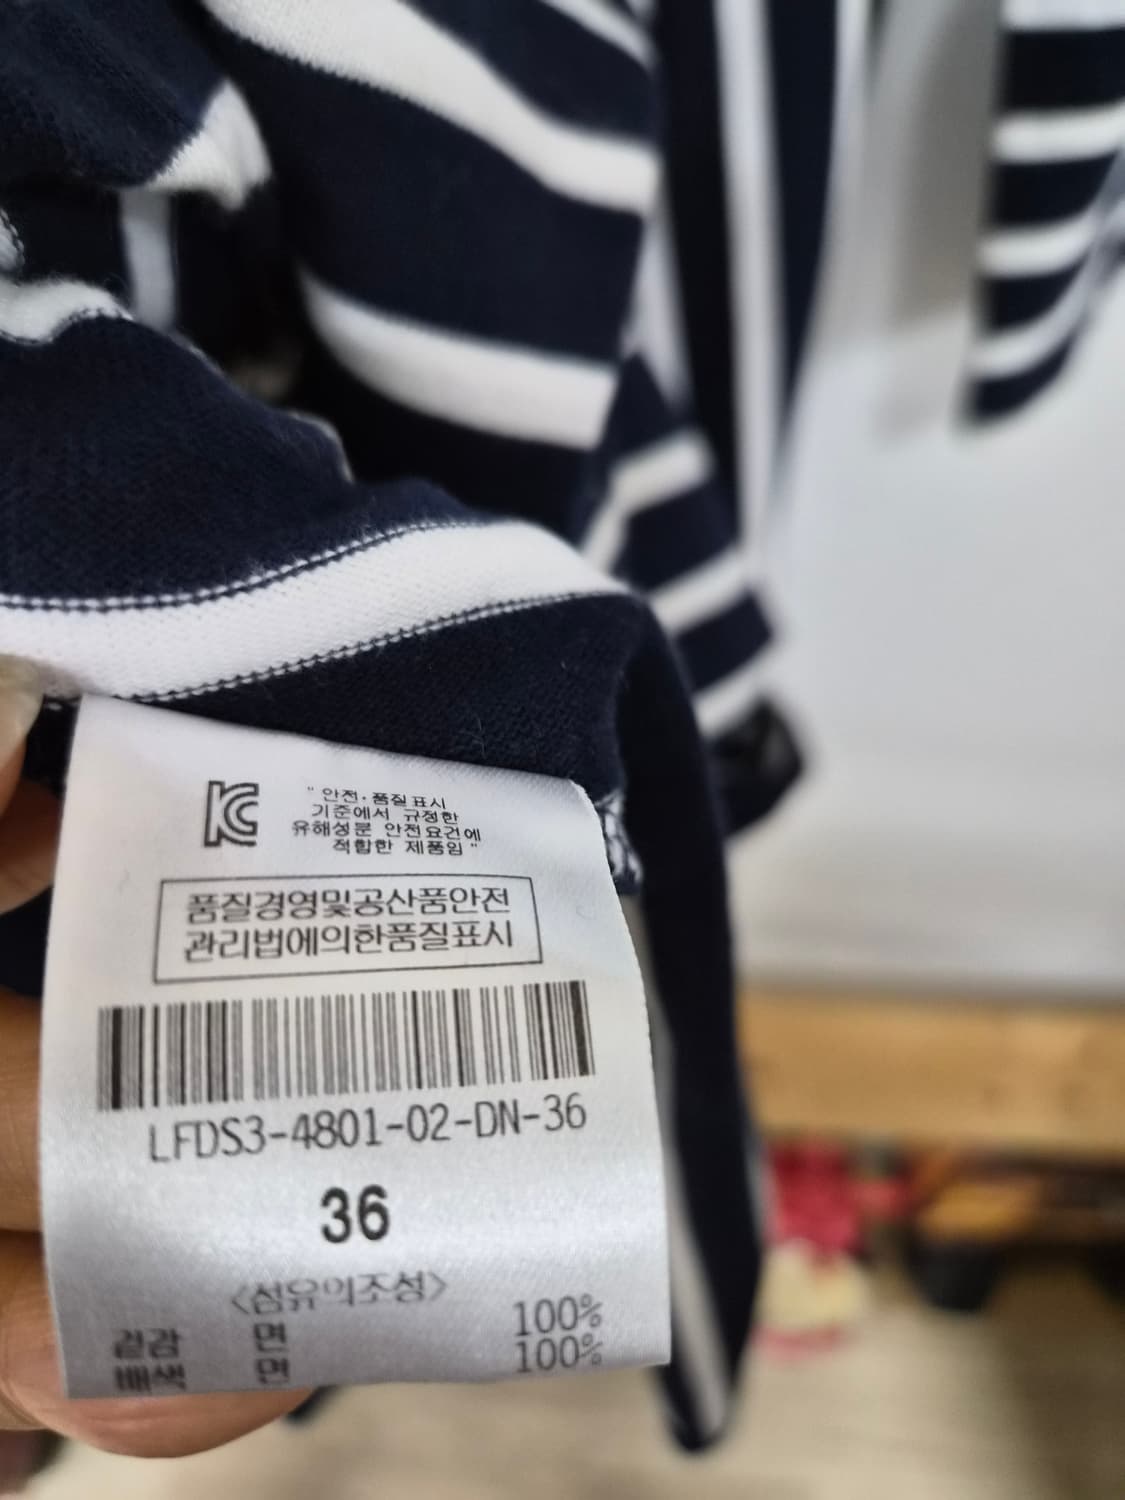 KC
" 안전·품질표시
기준에서 규정한
유해성분 안전요건에
적합한 제품임 "
품질경영및공산품안전
관리법에의한품질표시
LFDS3-4801-02-DN-36
36
<섬유의조성>
겉감 면 100%
배색 면 100%